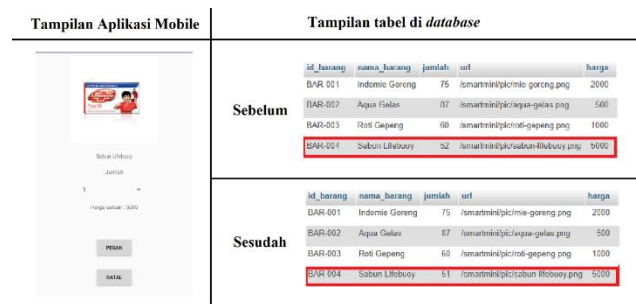 Tampilan Aplikasi Mobile
Tampilan tabel di database
Sabun Lifebuoy
Jumlah
1
Harga satuan : 5000
PESAN
BATAL
Sebelum
id_barang nama_barang jumlah url harga
BAR-001 Indomie Goreng 75 /smartmini/pic/mie-goreng.png 2000
BAR-002 Aqua Gelas 87 /smartmini/pic/aqua-gelas.png 500
BAR-003 Roti Gepeng 60 /smartmini/pic/roti-gepeng.png 1000
BAR-004 Sabun Lifebuoy 52 /smartmini/pic/sabun-lifebuoy.png 5000
Sesudah
id_barang nama_barang jumlah url harga
BAR-001 Indomie Goreng 75 /smartmini/pic/mie-goreng.png 2000
BAR-002 Aqua Gelas 87 /smartmini/pic/aqua-gelas.png 500
BAR-003 Roti Gepeng 60 /smartmini/pic/roti-gepeng.png 1000
BAR-004 Sabun Lifebuoy 51 /smartmini/pic/sabun-lifebuoy.png 5000